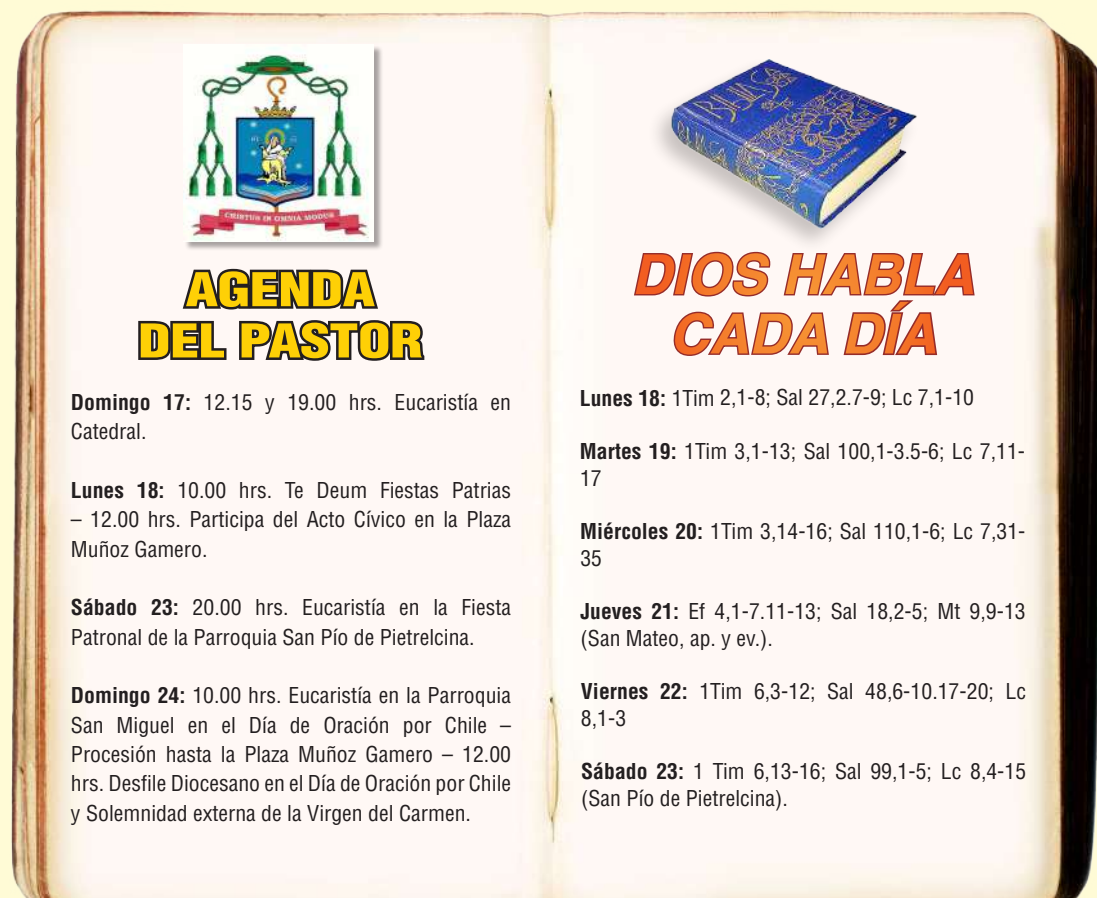 CHRISTUS IN OMNIA MODUS
AGENDA
DEL PASTOR
Domingo 17: 12.15 y 19.00 hrs. Eucaristía en
Catedral.
Lunes 18: 10.00 hrs. Te Deum Fiestas Patrias
– 12.00 hrs. Participa del Acto Cívico en la Plaza
Muñoz Gamero.
Sábado 23: 20.00 hrs. Eucaristía en la Fiesta
Patronal de la Parroquia San Pío de Pietrelcina.
Domingo 24: 10.00 hrs. Eucaristía en la Parroquia
San Miguel en el Día de Oración por Chile –
Procesión hasta la Plaza Muñoz Gamero – 12.00
hrs. Desfile Diocesano en el Día de Oración por Chile
y Solemnidad externa de la Virgen del Carmen.
DIOS HABLA
CADA DÍA
Lunes 18: 1Tim 2,1-8; Sal 27,2.7-9; Lc 7,1-10
Martes 19: 1Tim 3,1-13; Sal 100,1-3.5-6; Lc 7,11-
17
Miércoles 20: 1Tim 3,14-16; Sal 110,1-6; Lc 7,31-
35
Jueves 21: Ef 4,1-7.11-13; Sal 18,2-5; Mt 9,9-13
(San Mateo, ap. y ev.).
Viernes 22: 1Tim 6,3-12; Sal 48,6-10.17-20; Lc
8,1-3
Sábado 23: 1 Tim 6,13-16; Sal 99,1-5; Lc 8,4-15
(San Pío de Pietrelcina).